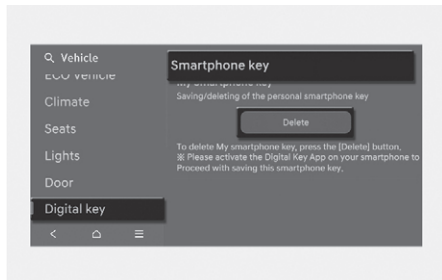 Vehicle
ECO Vehicle
Climate
Seats
Lights
Door
Digital key
Smartphone key
My Smartphone key
Saving/deleting of the personal smartphone key
Delete
To delete My smartphone key, press the [Delete] button,
※ Please activate the Digital Key App on your smartphone to
Proceed with saving this smartphone key,